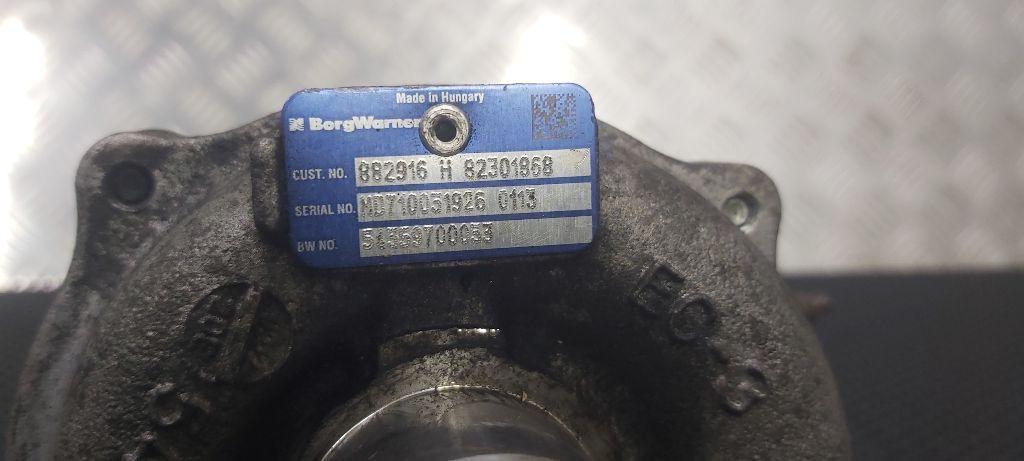 Made in Hungary
BorgWarner
CUST. NO. 882916 H 82301868
SERIAL NO. MD710051926 0113
BW NO. 54359700033